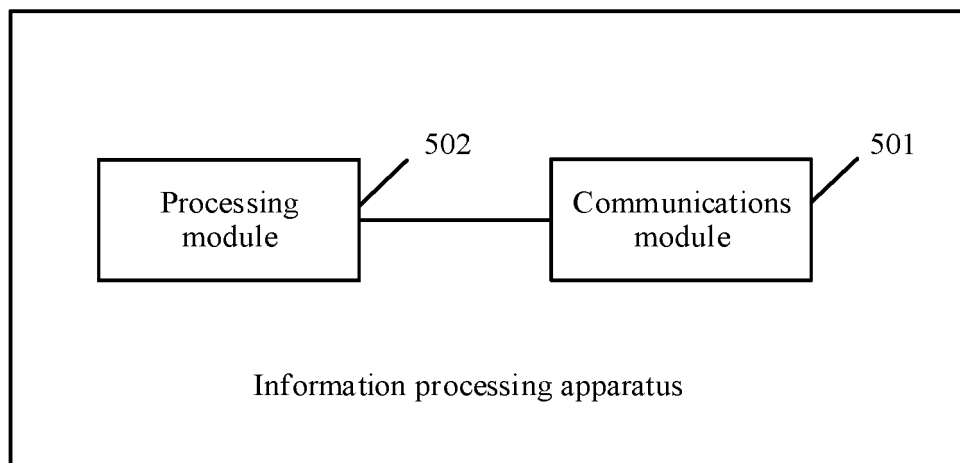 502
501
Processing
module
Communications
module
Information processing apparatus